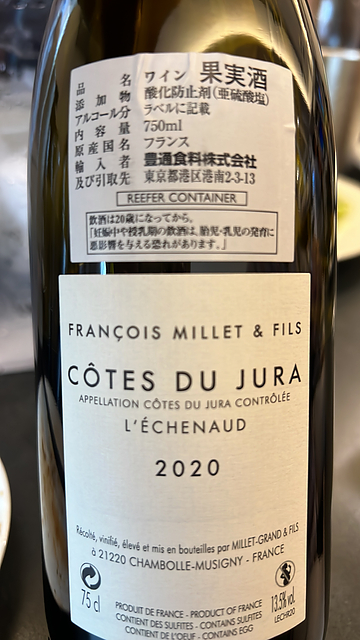 品名 ワイン 果実酒
添加物 酸化防止剤(亜硫酸塩)
アルコール分 ラベルに記載
内容量 750ml
原産国名 フランス
輸入者 豊通食料株式会社
及び引取先 東京都港区港南2-3-13
REEFER CONTAINER
飲酒は20歳になってから。
「妊娠中や授乳期の飲酒は、胎児・乳児の発育に
悪影響を与える恐れがあります。」
FRANÇOIS MILLET & FILS
CÔTES DU JURA
APPELLATION CÔTES DU JURA CONTRÔLÉE
L'ÉCHENAUD
2020
Récolté, vinifié, élevé et mis en bouteilles par MILLET-GRAND & FILS
à 21220 CHAMBOLLE-MUSIGNY - FRANCE
75 cl
PRODUIT DE FRANCE - PRODUCT OF FRANCE
CONTIENT DES SULFITES - CONTAINS SULFITES
CONTIENT DE L'OEUF - CONTAINS EGG
13.5% vol.
LECHR20